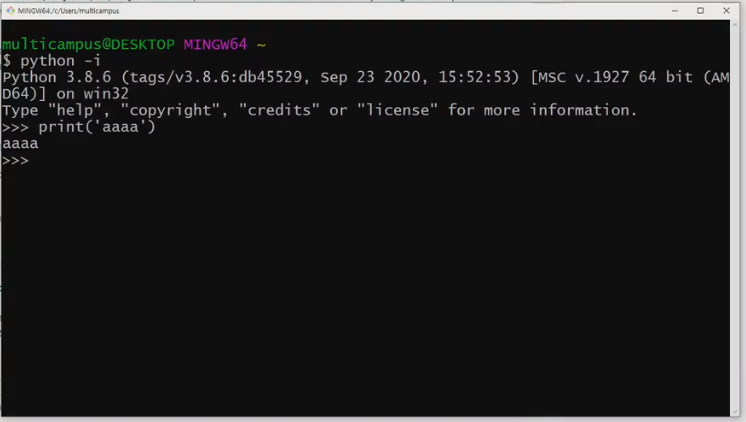 MINGW64:/c/Users/multicampus
multicampus@DESKTOP MINGW64 ~
$ python -i
Python 3.8.6 (tags/v3.8.6:db45529, Sep 23 2020, 15:52:53) [MSC v.1927 64 bit (AM
D64)] on win32
Type "help", "copyright", "credits" or "license" for more information.
>>> print('aaaa')
aaaa
>>>